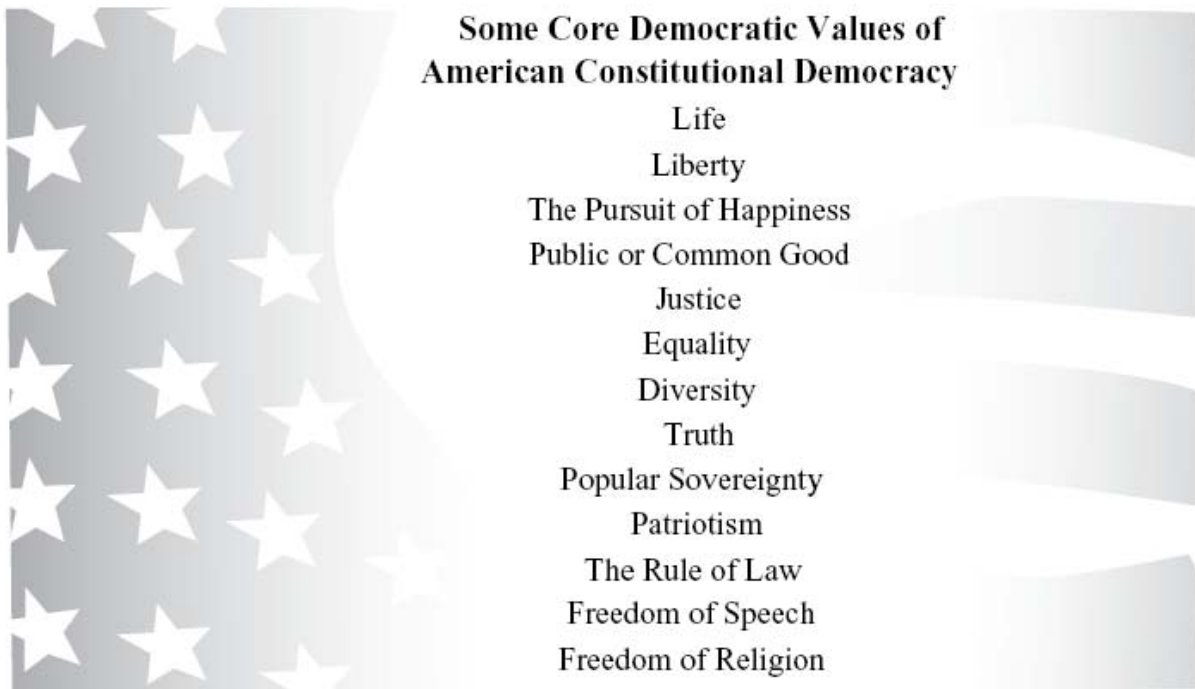 Some Core Democratic Values of
American Constitutional Democracy
Life
Liberty
The Pursuit of Happiness
Public or Common Good
Justice
Equality
Diversity
Truth
Popular Sovereignty
Patriotism
The Rule of Law
Freedom of Speech
Freedom of Religion